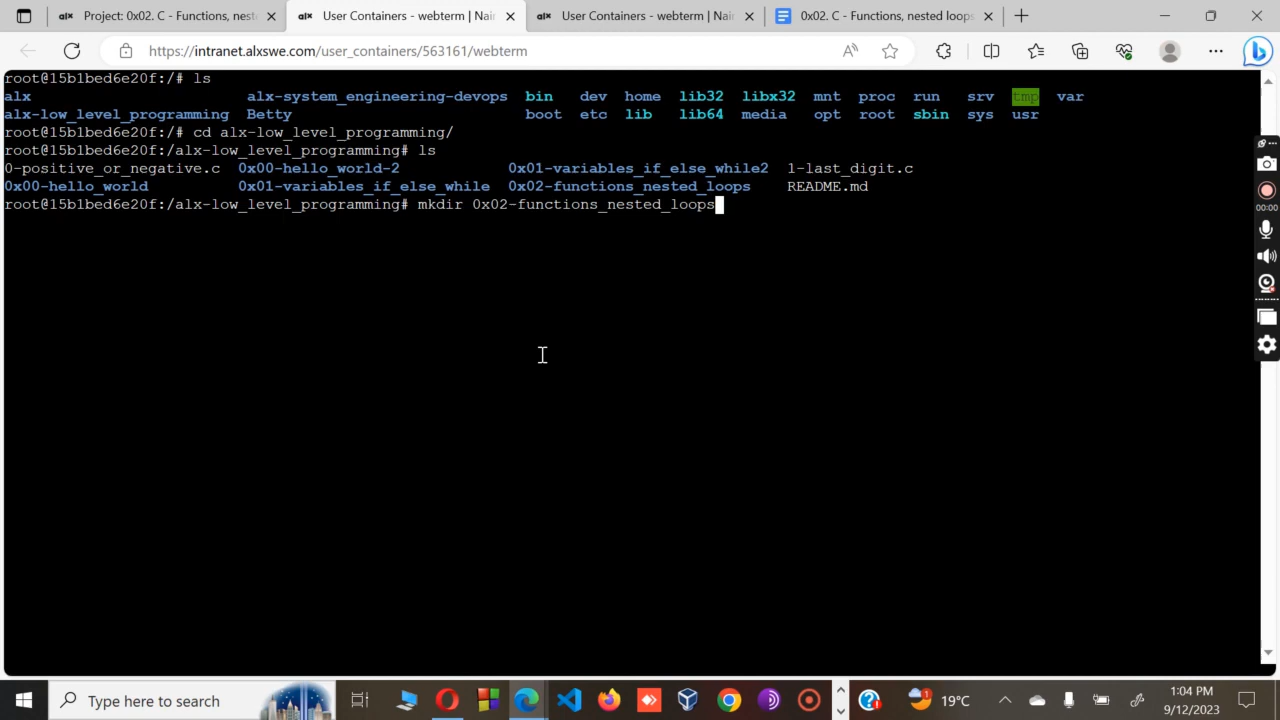 Project: 0x02. C - Functions, nest
User Containers - webterm | Nai
User Containers - webterm | Nai
0x02. C - Functions, nested loops
https://intranet.alxswe.com/user_containers/563161/webterm
root@15b1bed6e20f:/# ls
alx alx-system_engineering-devops bin dev home lib32 libx32 mnt proc run srv tmp var
alx-low_level_programming Betty boot etc lib lib64 media opt root sbin sys usr
root@15b1bed6e20f:/# cd alx-low_level_programming/
root@15b1bed6e20f:/alx-low_level_programming# ls
0-positive_or_negative.c 0x00-hello_world-2 0x01-variables_if_else_while2 1-last_digit.c
0x00-hello_world 0x01-variables_if_else_while 0x02-functions_nested_loops README.md
root@15b1bed6e20f:/alx-low_level_programming# mkdir 0x02-functions_nested_loops
00:00
Type here to search
19°C
1:04 PM
9/12/2023